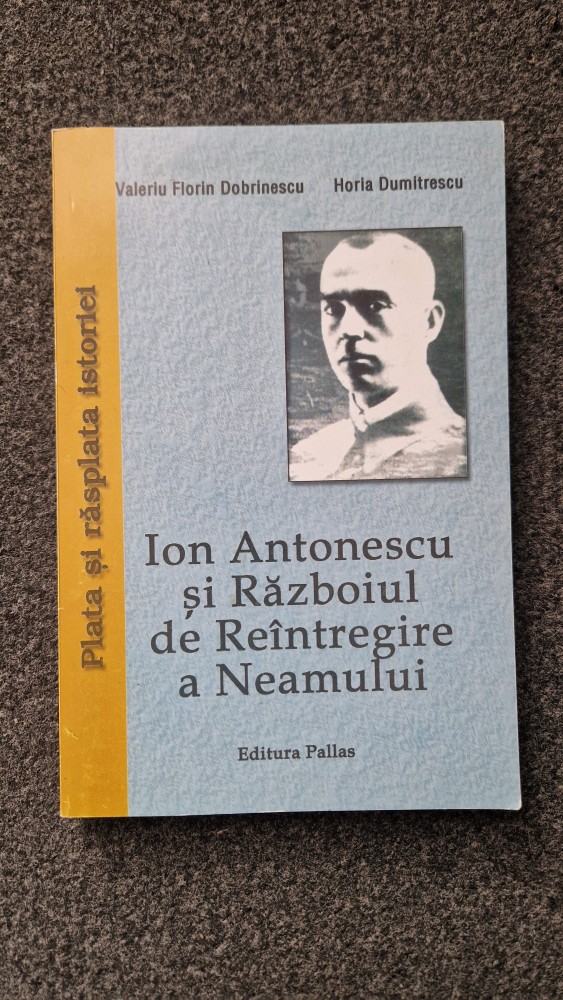 Valeriu Florin Dobrinescu Horia Dumitrescu
Plata și răsplata istoriei
Ion Antonescu
și Războiul
de Reîntregire
a Neamului
Editura Pallas